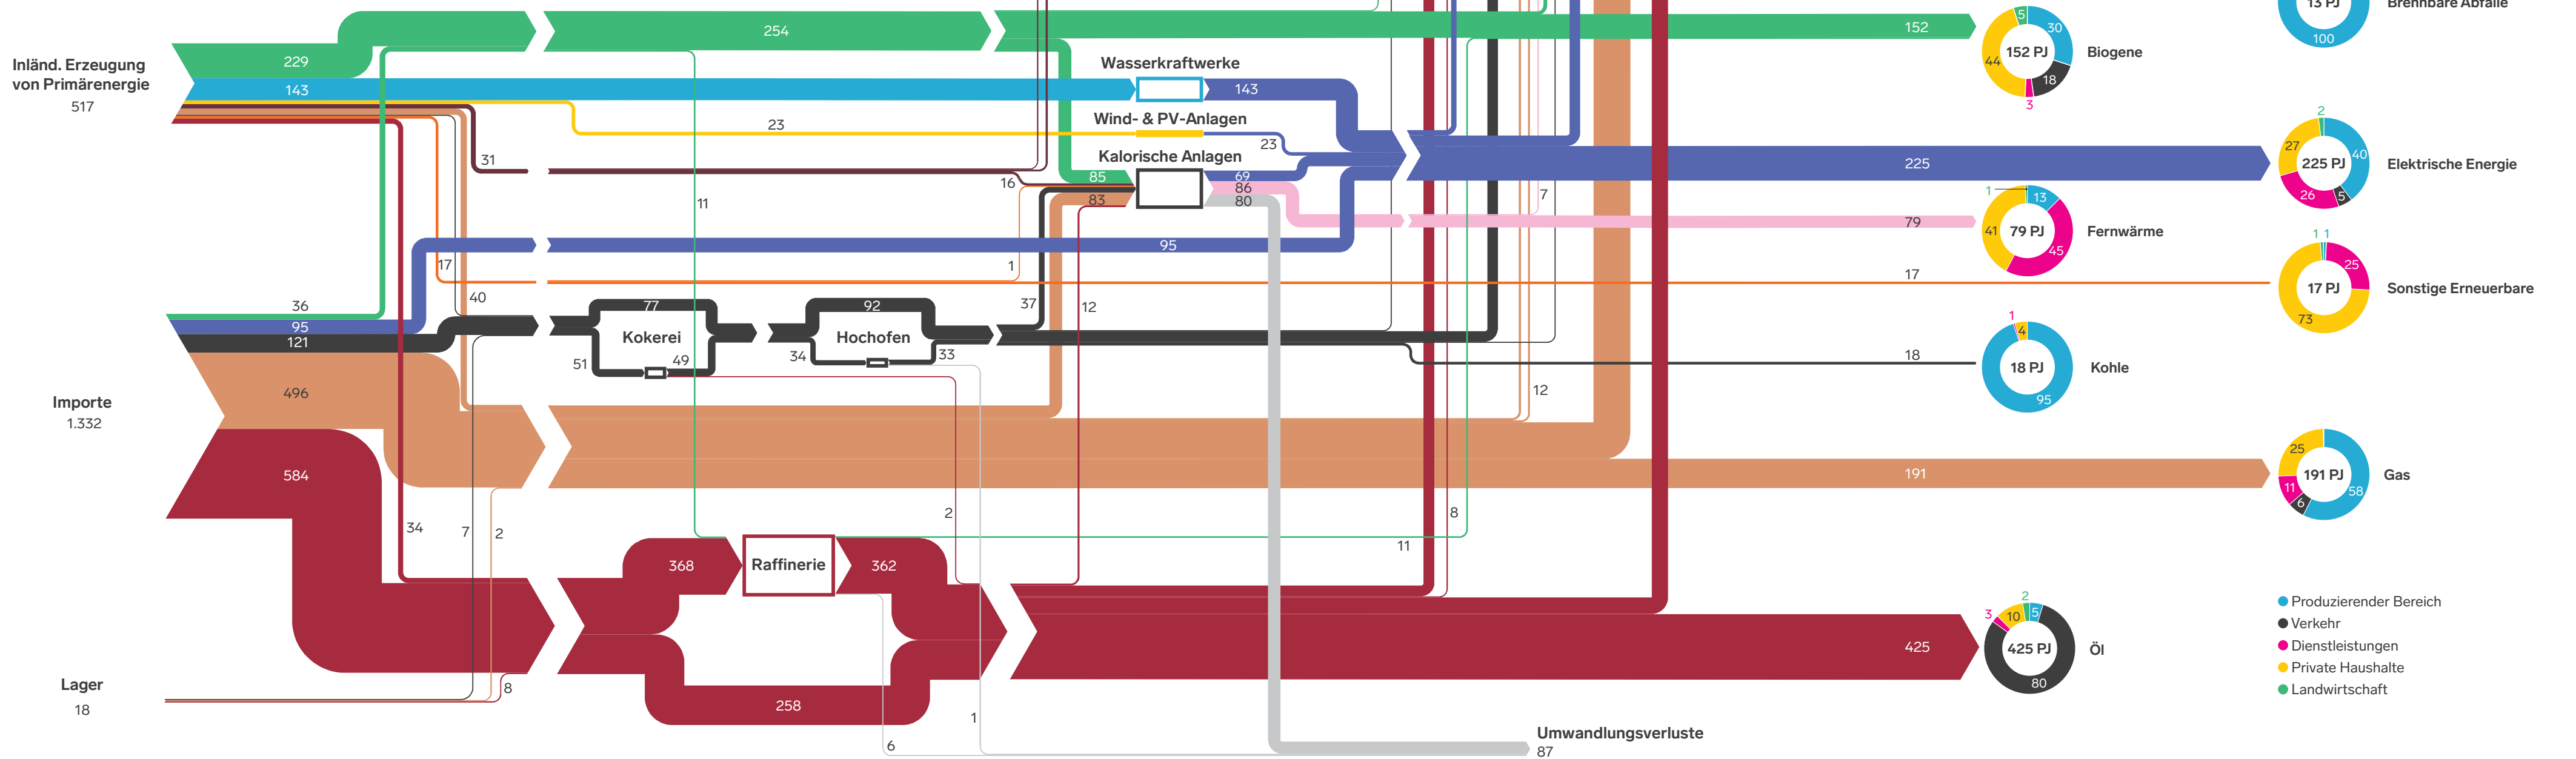 Inländ. Erzeugung
von Primärenergie
517
229
143
254
23
31
17
40
11
36
95
121
496
584
Importe
1.332
34
7
2
Lager
18
8
Wasserkraftwerke
143
Wind- & PV-Anlagen
23
Kalorische Anlagen
85
16
83
69
86
80
95
1
37
12
77
Kokerei
51
49
92
Hochofen
34
33
2
368
Raffinerie
362
258
6
1
11
8
12
7
152
225
79
17
18
191
425
Umwandlungsverluste
87
5
30
44
152 PJ
18
3
Biogene
13 PJ
100
Brennbare Abfälle
2
27
40
225 PJ
26
5
Elektrische Energie
1
13
41
79 PJ
45
Fernwärme
1
1
25
17 PJ
73
Sonstige Erneuerbare
1
4
18 PJ
95
Kohle
25
191 PJ
11
6
58
Gas
2
3
10
5
425 PJ
80
Öl
Produzierender Bereich
Verkehr
Dienstleistungen
Private Haushalte
Landwirtschaft